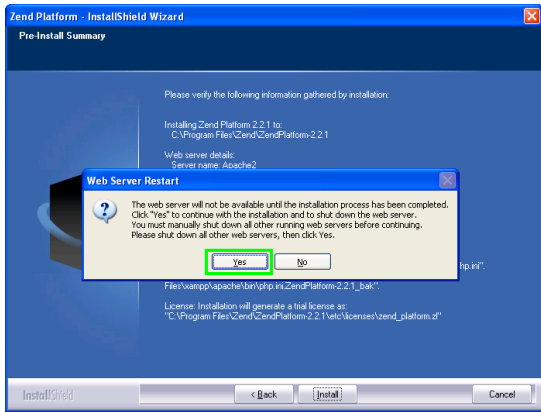 Zend Platform - InstallShield Wizard
Pre-Install Summary
Please verify the following information gathered by installation:
Installing Zend Platform 2.2.1 to:
C:\Program Files\Zend\ZendPlatform-2.2.1
Web server details:
Server name: Apache2
Web Server Restart
The web server will not be available until the installation process has been completed.
Click "Yes" to continue with the installation and to shut down the web server.
You must manually shut down all other running web servers before continuing.
Please shut down all other web servers, then click Yes.
Yes
No
hp.ini".
Files\xampp\apache\bin\php.ini.ZendPlatform-2.2.1_bak".
License: Installation will generate a trial license as:
"C:\Program Files\Zend\ZendPlatform-2.2.1\etc\licenses\zend_platform.zl"
InstallShield
< Back
Install
Cancel